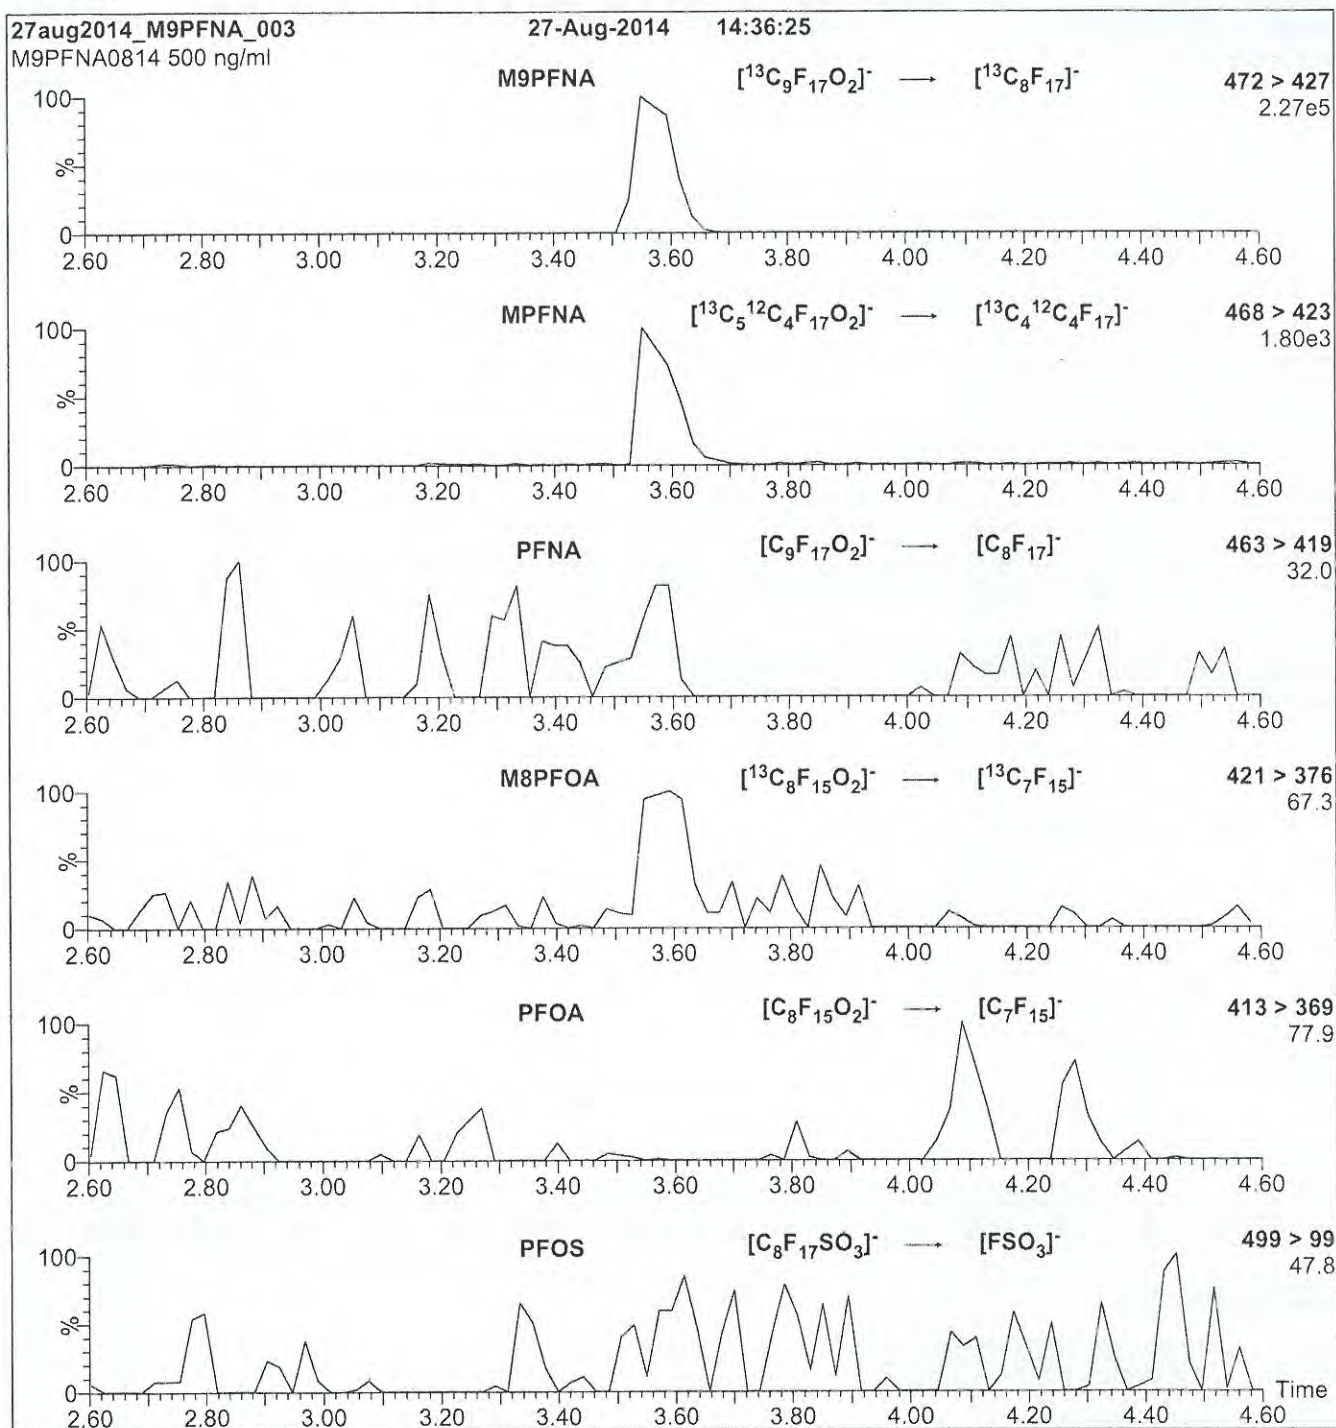 27aug2014_M9PFNA_003 27-Aug-2014 14:36:25
M9PFNA0814 500 ng/ml
M9PFNA [¹³C₉F₁₇O₂]⁻ → [¹³C₈F₁₇]⁻ 472 > 427
2.27e5
100
%
0
2.60 2.80 3.00 3.20 3.40 3.60 3.80 4.00 4.20 4.40 4.60
MPFNA [¹³C₅¹²C₄F₁₇O₂]⁻ → [¹³C₄¹²C₄F₁₇]⁻ 468 > 423
1.80e3
100
%
0
2.60 2.80 3.00 3.20 3.40 3.60 3.80 4.00 4.20 4.40 4.60
PFNA [C₉F₁₇O₂]⁻ → [C₈F₁₇]⁻ 463 > 419
32.0
100
%
0
2.60 2.80 3.00 3.20 3.40 3.60 3.80 4.00 4.20 4.40 4.60
M8PFOA [¹³C₈F₁₅O₂]⁻ → [¹³C₇F₁₅]⁻ 421 > 376
67.3
100
%
0
2.60 2.80 3.00 3.20 3.40 3.60 3.80 4.00 4.20 4.40 4.60
PFOA [C₈F₁₅O₂]⁻ → [C₇F₁₅]⁻ 413 > 369
77.9
100
%
0
2.60 2.80 3.00 3.20 3.40 3.60 3.80 4.00 4.20 4.40 4.60
PFOS [C₈F₁₇SO₃]⁻ → [FSO₃]⁻ 499 > 99
47.8
100
%
0
Time
2.60 2.80 3.00 3.20 3.40 3.60 3.80 4.00 4.20 4.40 4.60